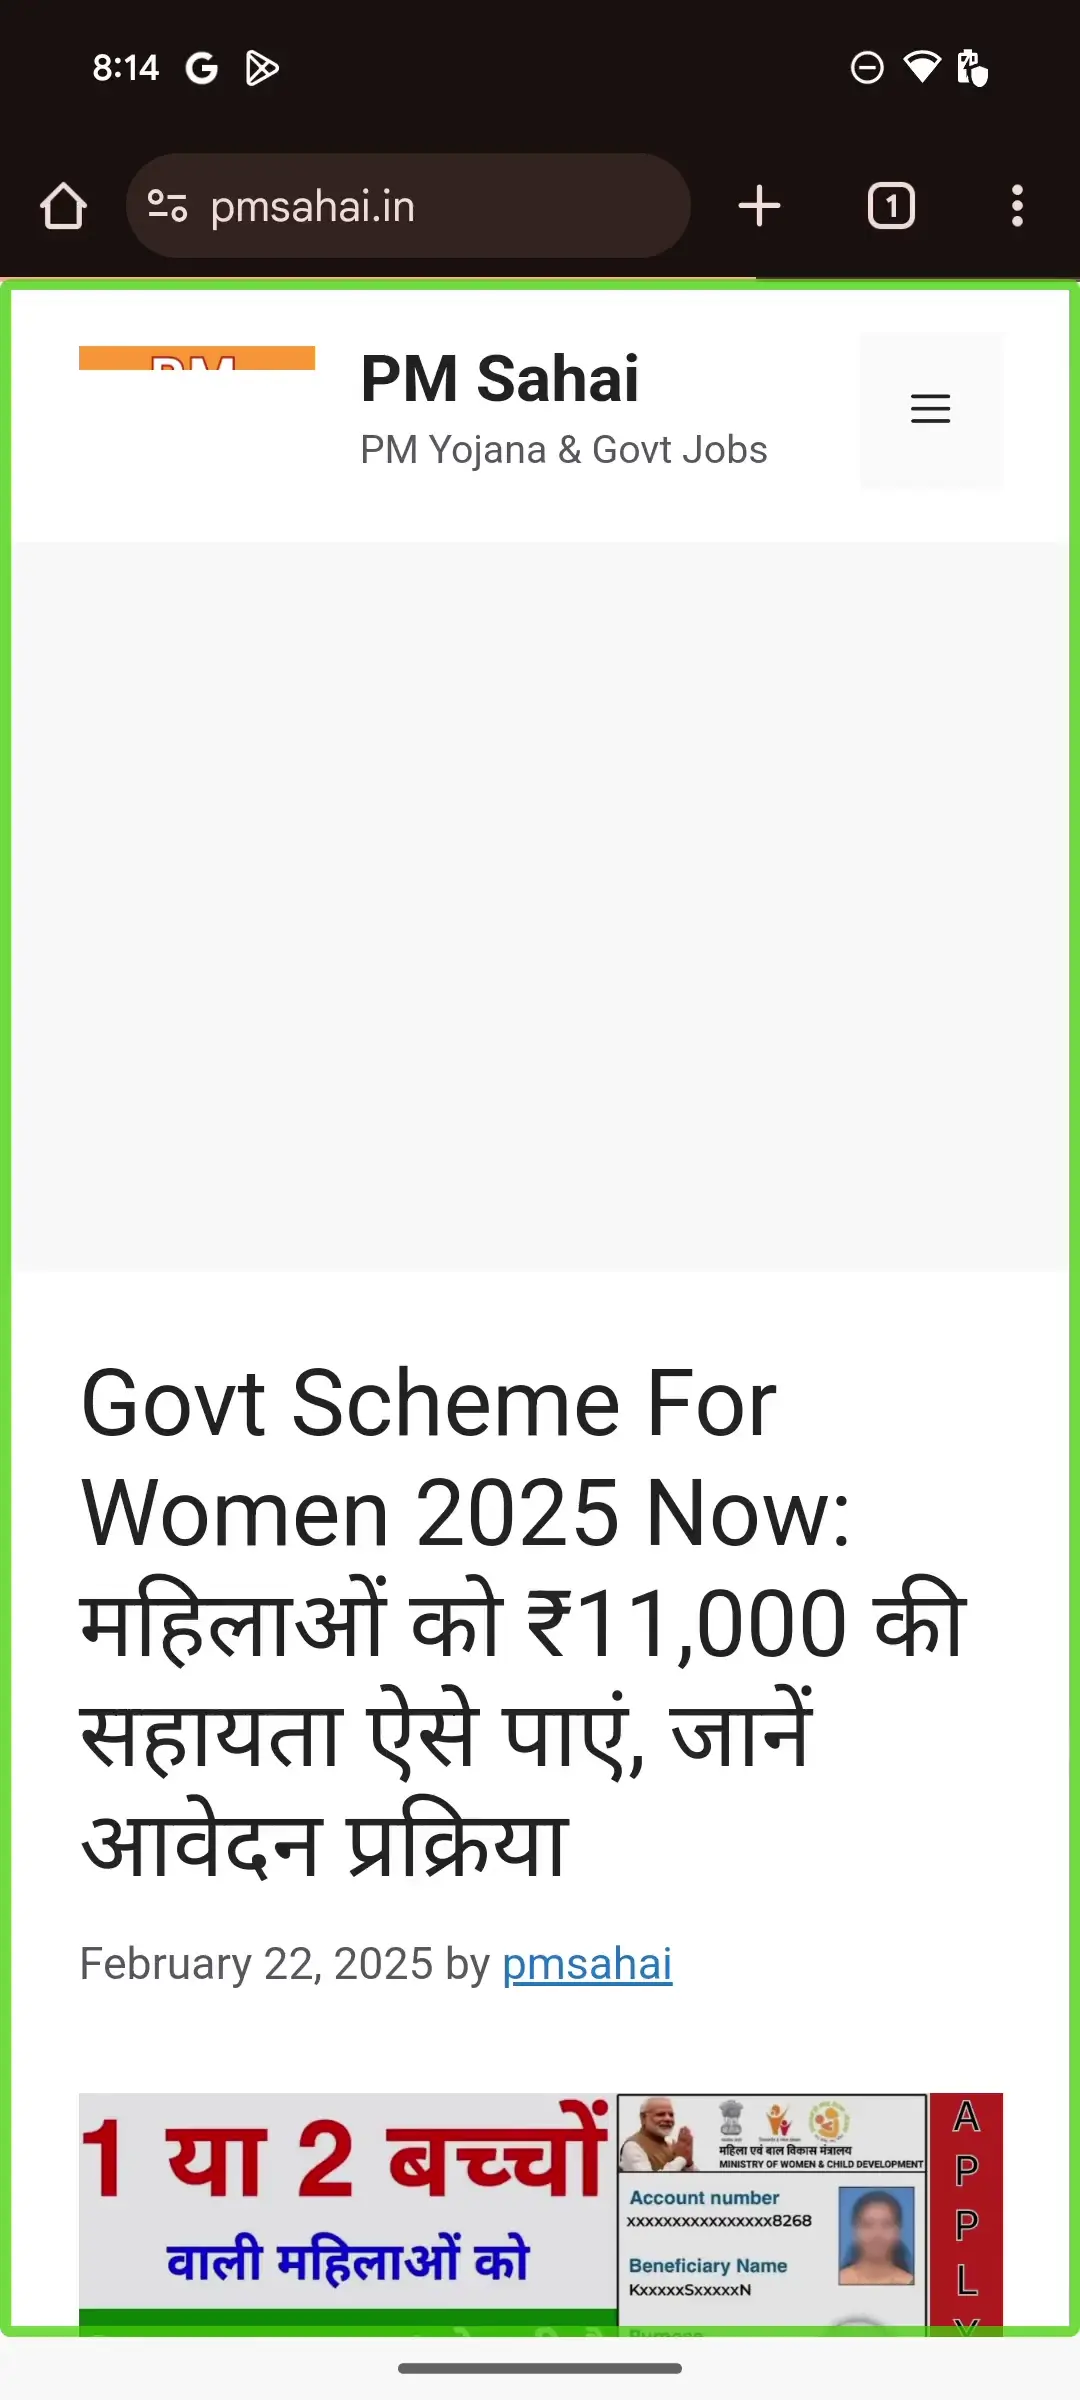 8:14
pmsahai.in
1
PM
PM Sahai
PM Yojana & Govt Jobs
Govt Scheme For
Women 2025 Now:
महिलाओं को ₹11,000 की
सहायता ऐसे पाएं, जानें
आवेदन प्रक्रिया
February 22, 2025 by pmsahai
1 या 2 बच्चों
वाली महिलाओं को
महिला एवं बाल विकास मंत्रालय
MINISTRY OF WOMEN & CHILD DEVELOPMENT
Account number
xxxxxxxxxxxxxxxx8268
Beneficiary Name
KxxxxxSxxxxxN
Purpose
A
P
P
L
Y